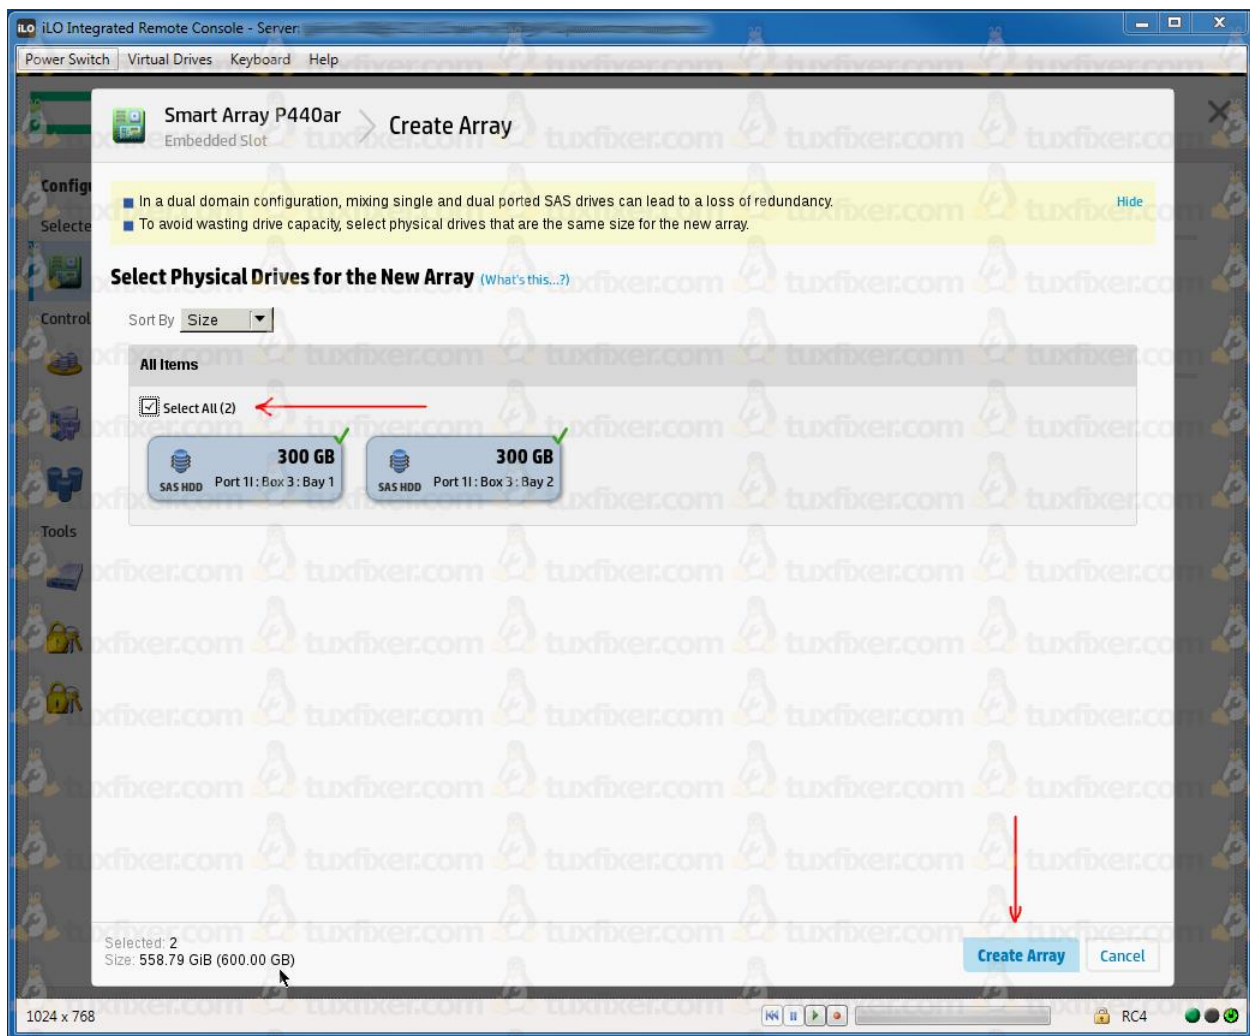 iLO iLO Integrated Remote Console - Server:
Power Switch Virtual Drives Keyboard Help
Smart Array P440ar
Embedded Slot
Create Array
Configu
Selecte
Control
Tools
In a dual domain configuration, mixing single and dual ported SAS drives can lead to a loss of redundancy.
To avoid wasting drive capacity, select physical drives that are the same size for the new array.
Hide
Select Physical Drives for the New Array (What's this...?)
Sort By Size
All Items
Select All (2)
300 GB
SAS HDD Port 1I : Box 3 : Bay 1
300 GB
SAS HDD Port 1I : Box 3 : Bay 2
Selected: 2
Size: 558.79 GiB (600.00 GB)
Create Array Cancel
1024 x 768
RC4
tuxfixer.com